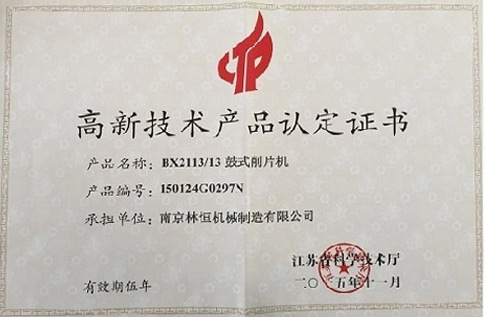 高新技术产品认定证书
产品名称: BX2113/13 鼓式削片机
产品编号: 150124G0297N
承担单位: 南京林恒机械制造有限公司
江苏省科学技术厅
有效期伍年
二〇一五年十一月